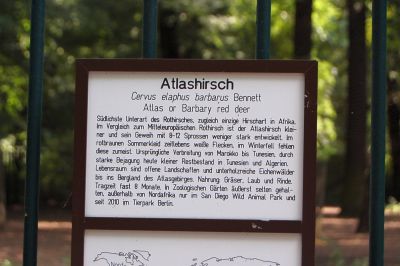 Atlashirsch
Cervus elaphus barbarus Bennett
Atlas or Barbary red deer
Südlichste Unterart des Rothirsches, zugleich einzige Hirschart in Afrika.
Im Vergleich zum Mitteleuropäischen Rothirsch ist der Atlashirsch klei-
ner und sein Geweih mit 8-12 Sprossen weniger stark entwickelt. Im
rotbraunen Sommerkleid zeitlebens weiße Flecken, im Winterfell fehlen
diese zumeist. Ursprüngliche Verbreitung von Marokko bis Tunesien, durch
starke Bejagung heute kleiner Restbestand in Tunesien und Algerien.
Lebensraum sind offene Landschaften und unterholzreiche Eichenwälder
bis ins Bergland des Atlasgebirges. Nahrung: Gräser, Laub und Rinde.
Tragzeit fast 8 Monate. In Zoologischen Gärten äußerst selten gehal-
ten, außerhalb von Nordafrika nur im San Diego Wild Animal Park und
seit 2010 im Tierpark Berlin.